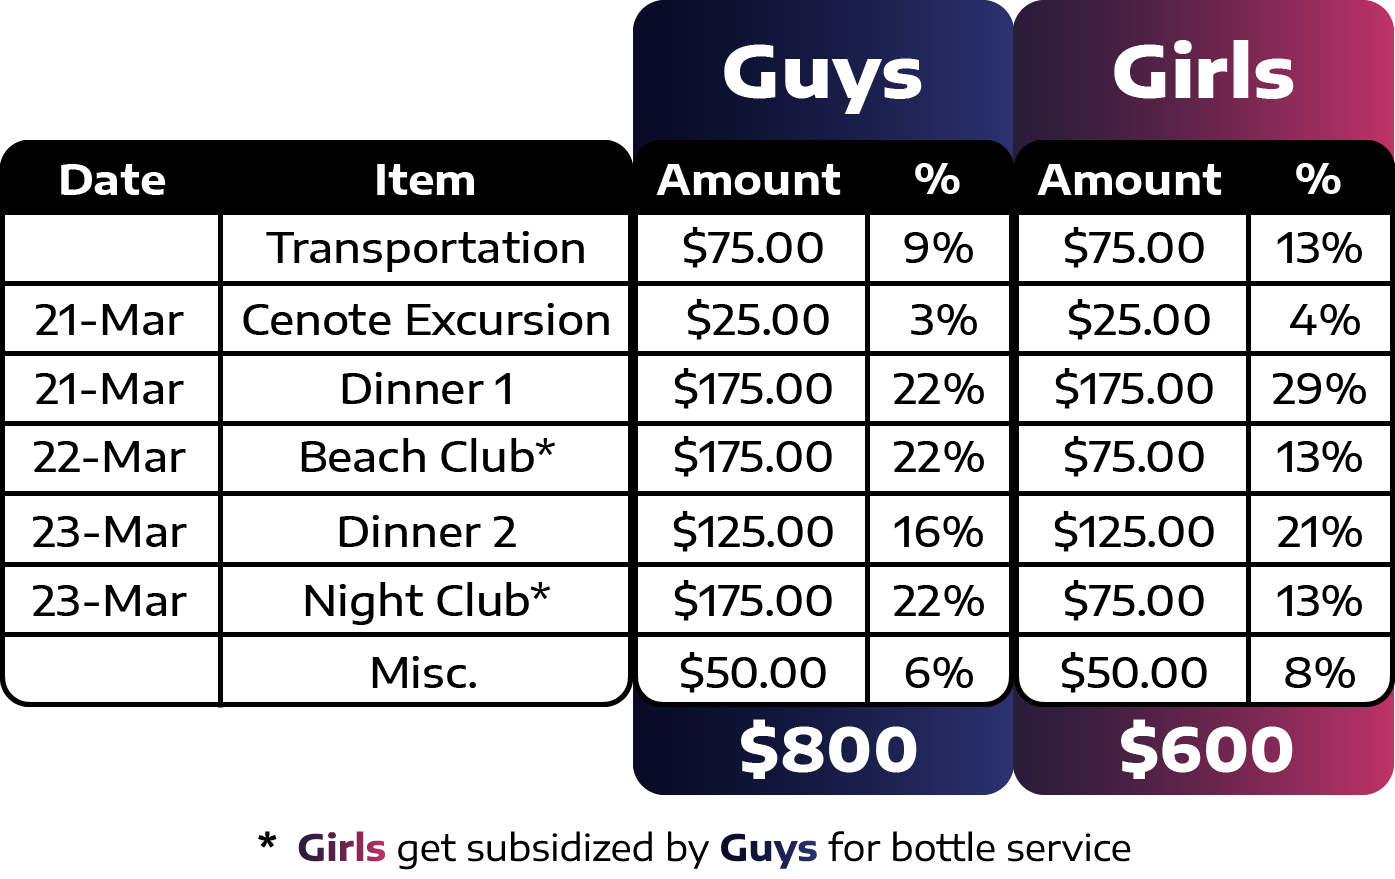 Guys Girls
Date Item Amount % Amount %
Transportation $75.00 9% $75.00 13%
21-Mar Cenote Excursion $25.00 3% $25.00 4%
21-Mar Dinner 1 $175.00 22% $175.00 29%
22-Mar Beach Club* $175.00 22% $75.00 13%
23-Mar Dinner 2 $125.00 16% $125.00 21%
23-Mar Night Club* $175.00 22% $75.00 13%
Misc. $50.00 6% $50.00 8%
$800 $600
* Girls get subsidized by Guys for bottle service